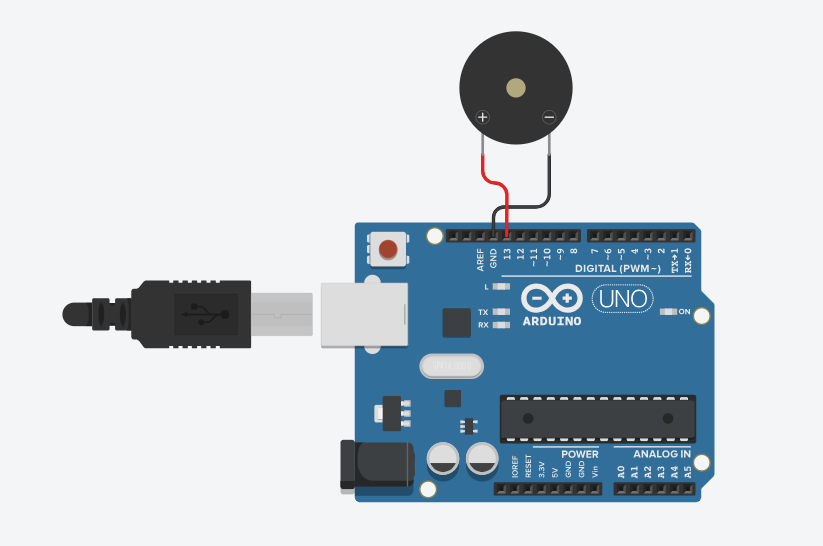 + −
AREF
GND
13
12
~11
~10
~9
8
7
~6
~5
4
~3
2
TX→1
RX←0
DIGITAL (PWM~)
L
TX
RX
UNO
ARDUINO
ON
POWER
ANALOG IN
IOREF
RESET
3.3V
5V
GND
GND
Vin
A0
A1
A2
A3
A4
A5